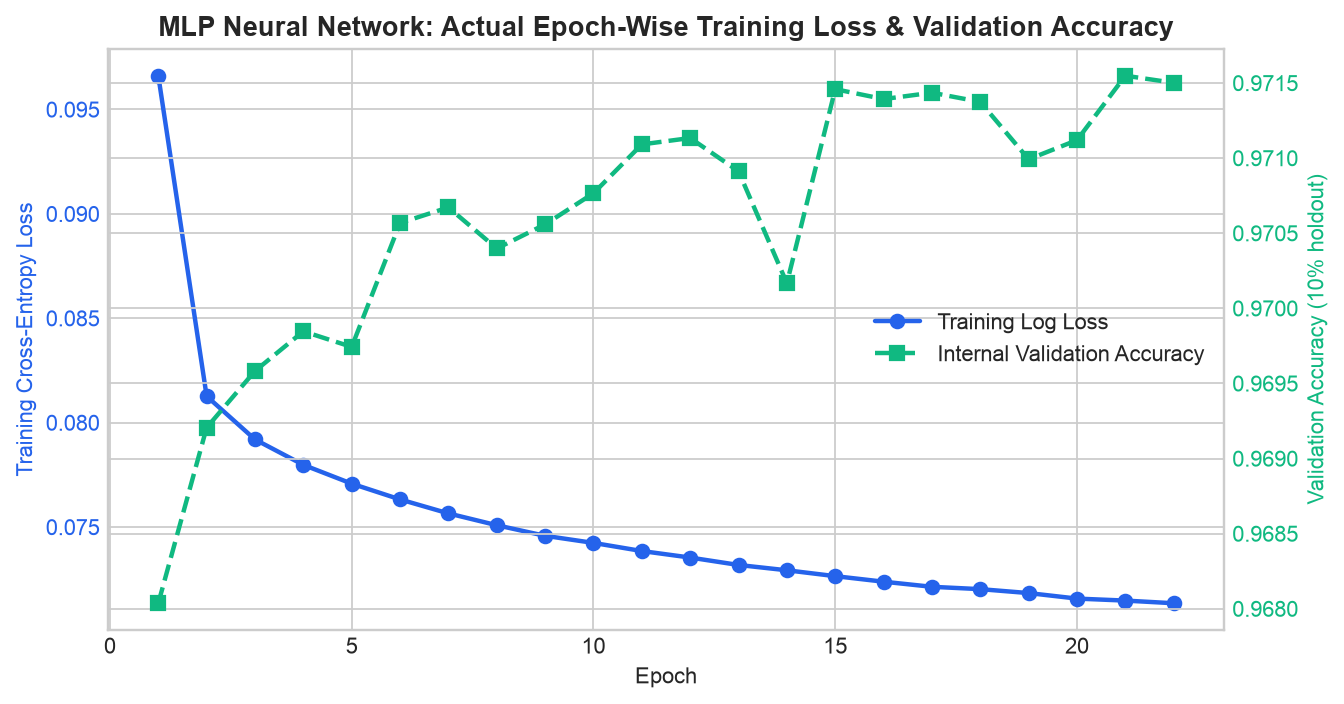 MLP Neural Network: Actual Epoch-Wise Training Loss & Validation Accuracy
Training Cross-Entropy Loss
0.095
0.090
0.085
0.080
0.075
0.9715
0.9710
0.9705
0.9700
0.9695
0.9690
0.9685
0.9680
Validation Accuracy (10% holdout)
Training Log Loss
Internal Validation Accuracy
0 5 10 15 20
Epoch